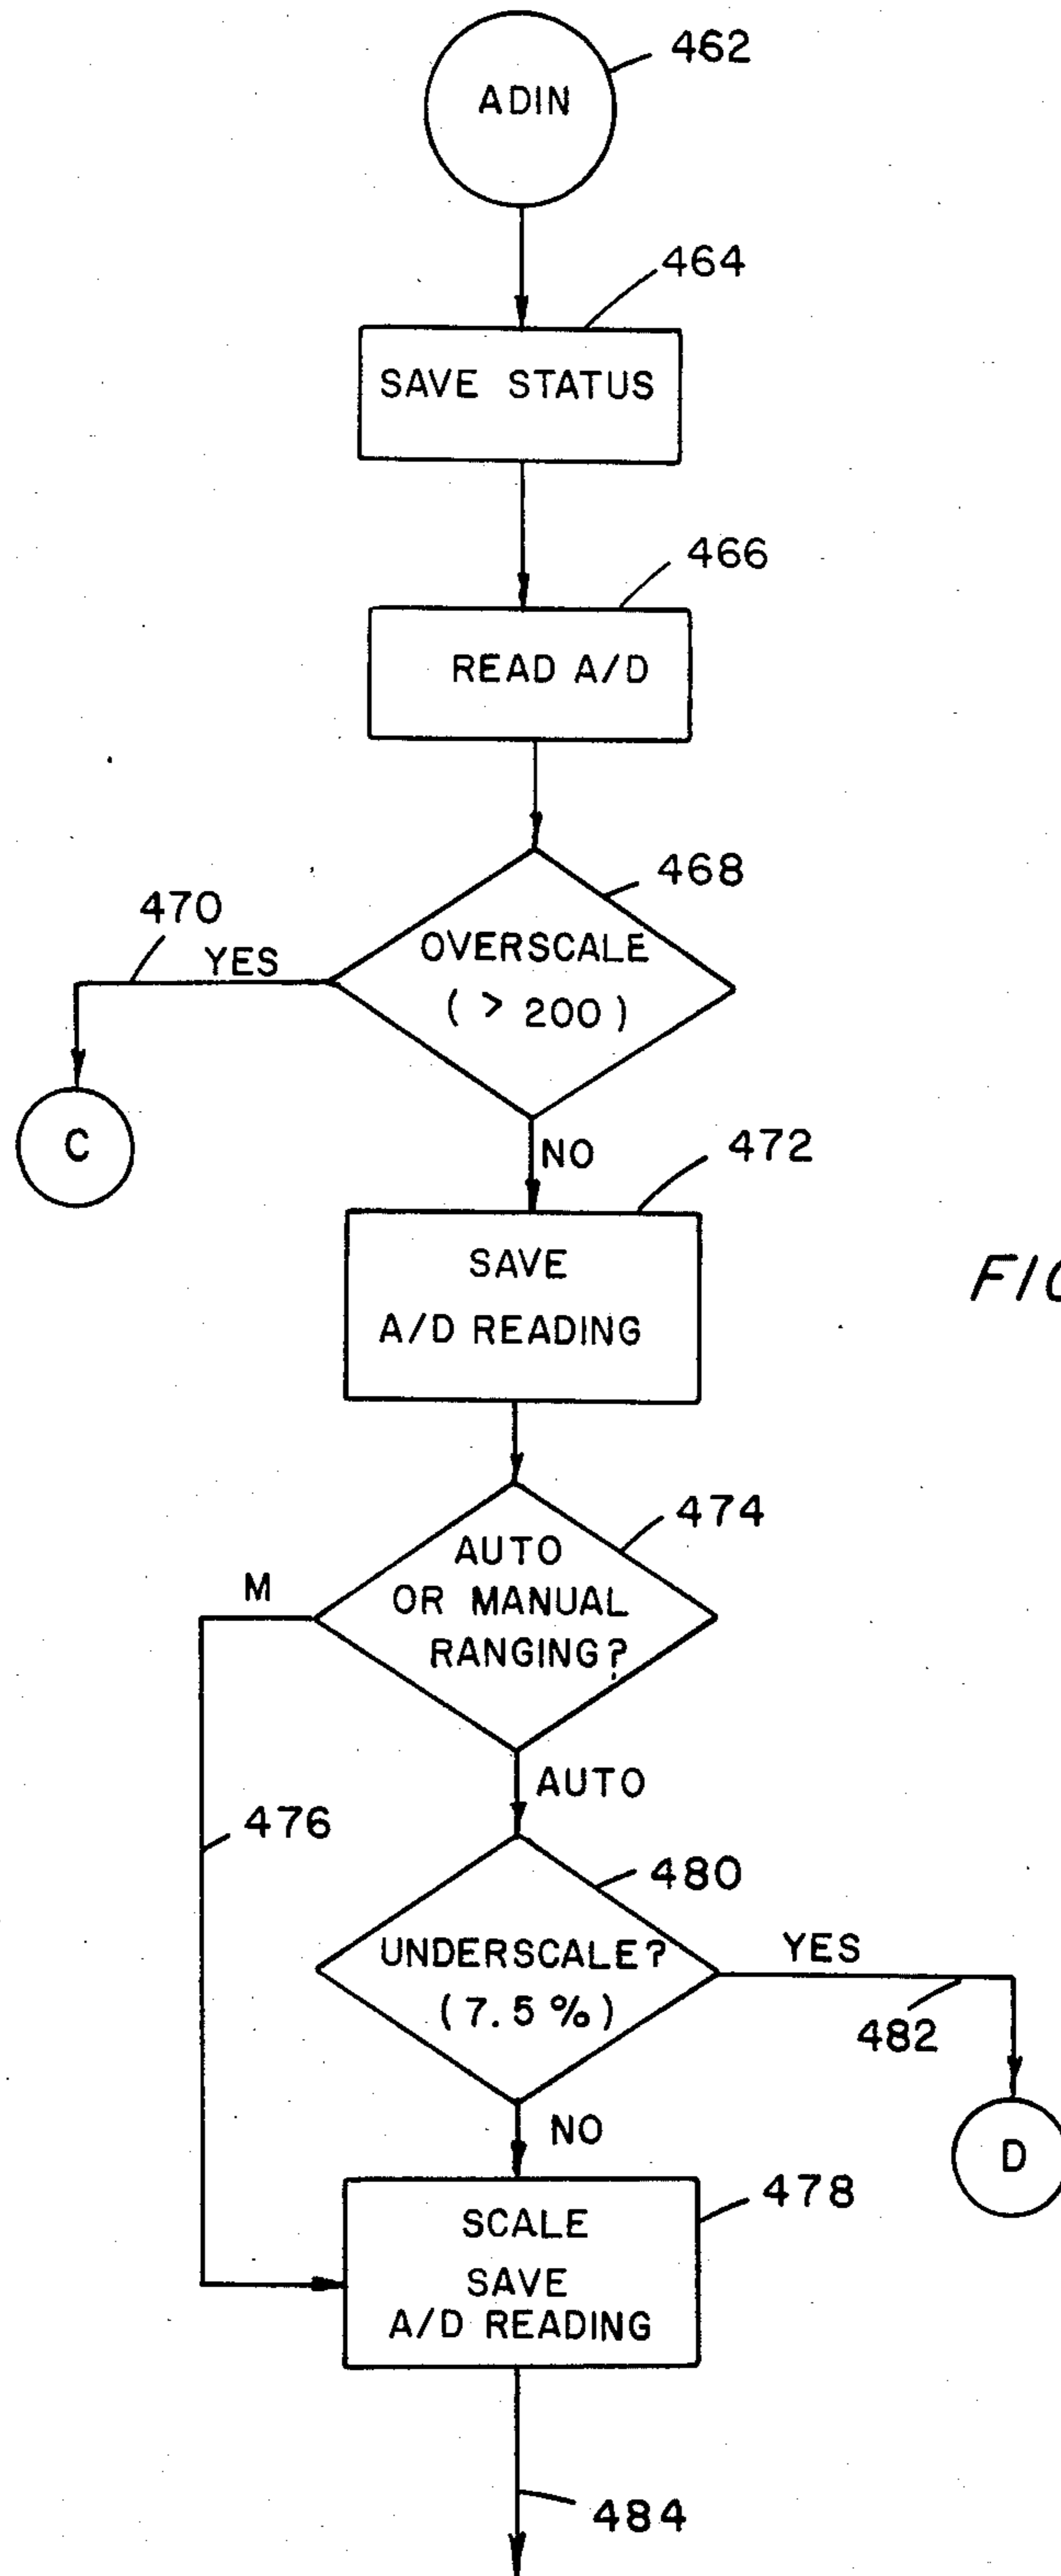 462
ADIN
464
SAVE STATUS
466
READ A/D
468
470
YES
OVERSCALE
( > 200 )
C
NO
472
SAVE
A/D READING
474
AUTO
OR MANUAL
RANGING?
M
AUTO
476
480
UNDERSCALE?
(7.5%)
YES
482
D
NO
478
SCALE
SAVE
A/D READING
484